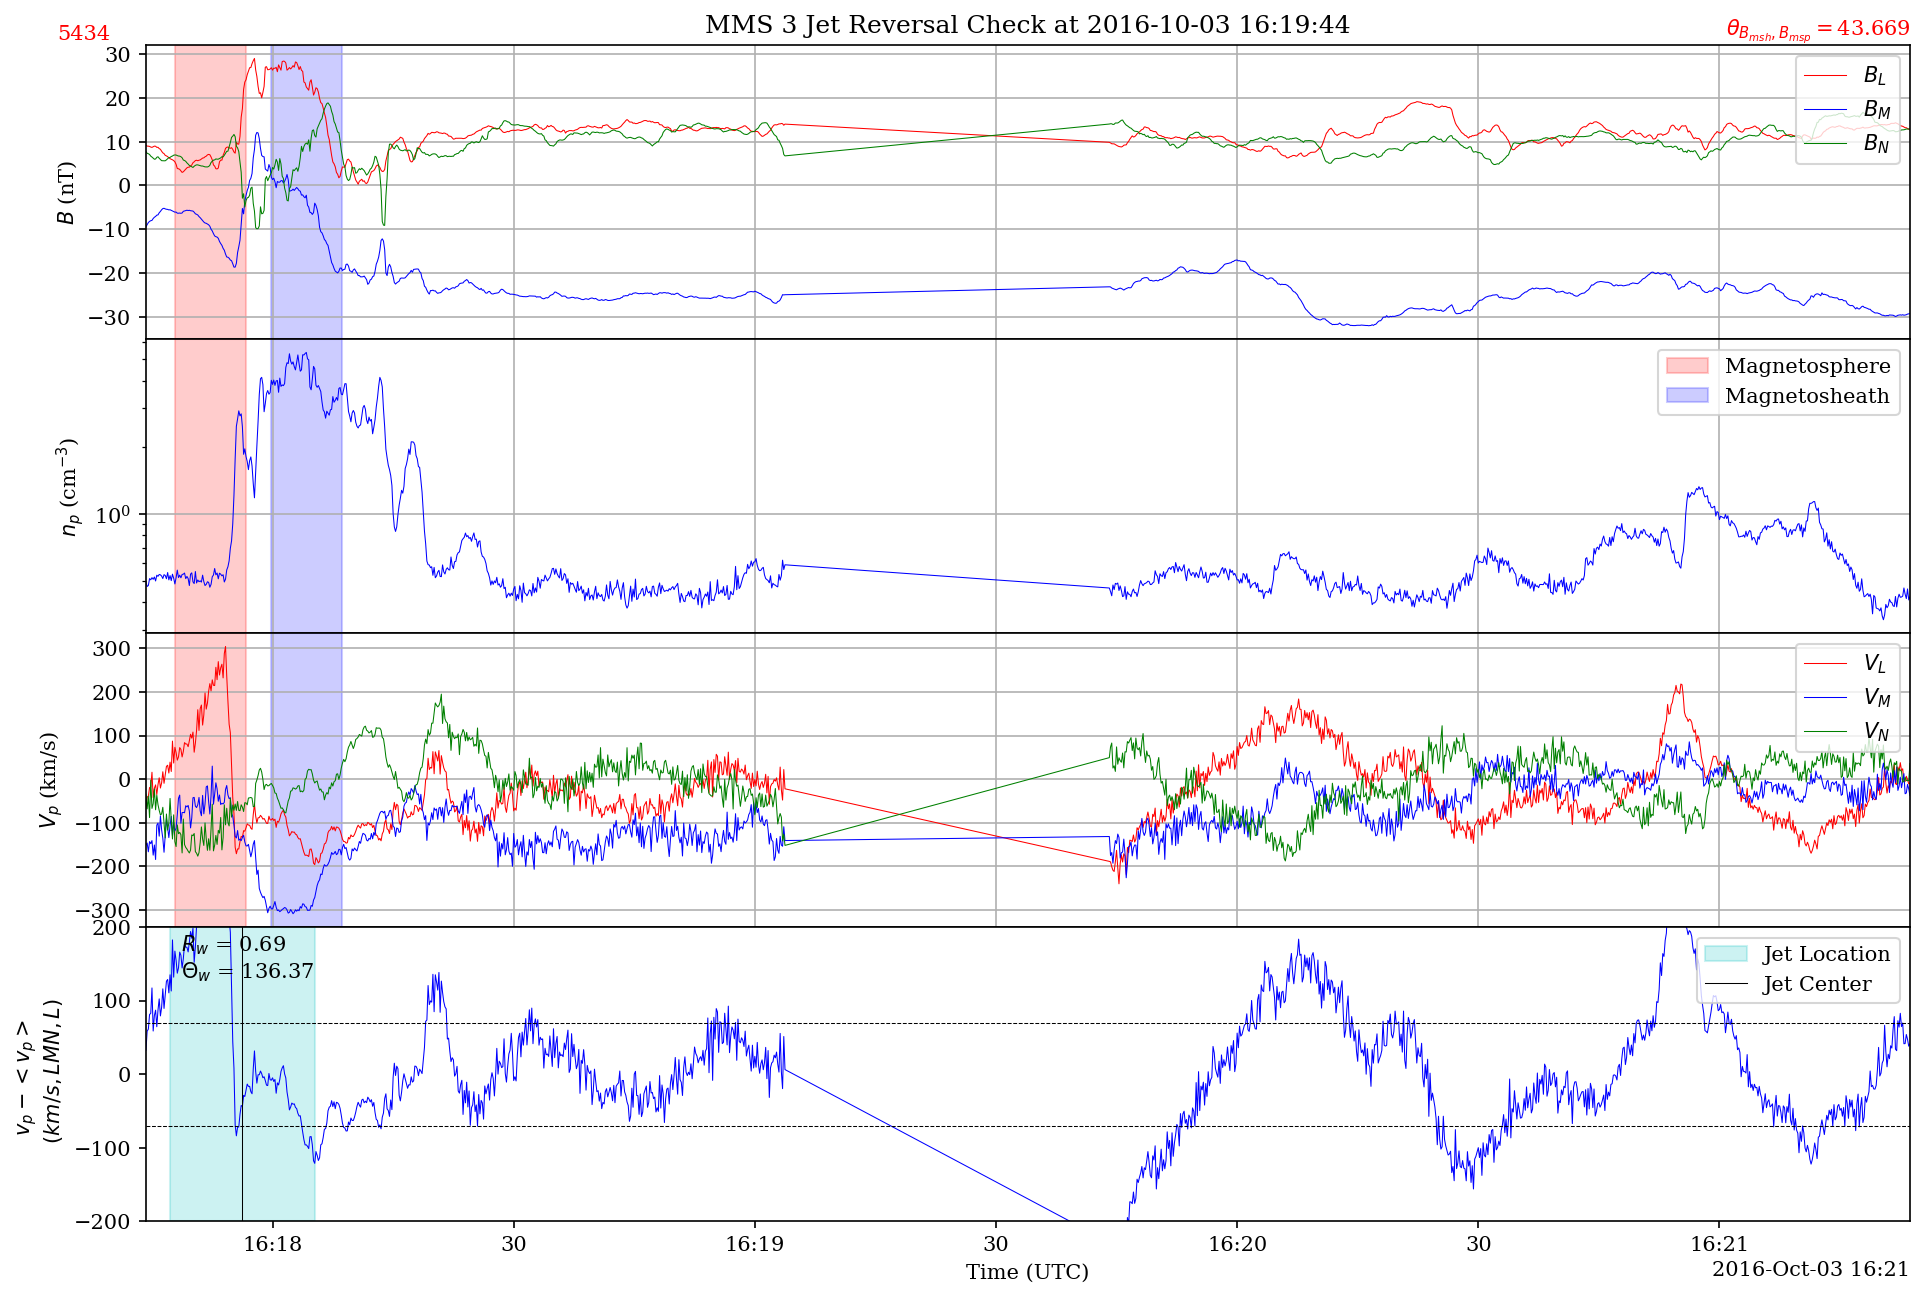 MMS 3 Jet Reversal Check at 2016-10-03 16:19:44
5434
θ_{B_{msh}, B_{msp}} = 43.669
30
20
10
0
−10
−20
−30
B (nT)
B_L
B_M
B_N
10^0
n_p (cm^{−3})
Magnetosphere
Magnetosheath
300
200
100
0
−100
−200
−300
V_p (km/s)
V_L
V_M
V_N
200
100
0
−100
−200
v_p − <v_p>
(km/s, LMN, L)
R_w = 0.69
Θ_w = 136.37
Jet Location
Jet Center
16:18 30 16:19 30 16:20 30 16:21
Time (UTC)
2016-Oct-03 16:21